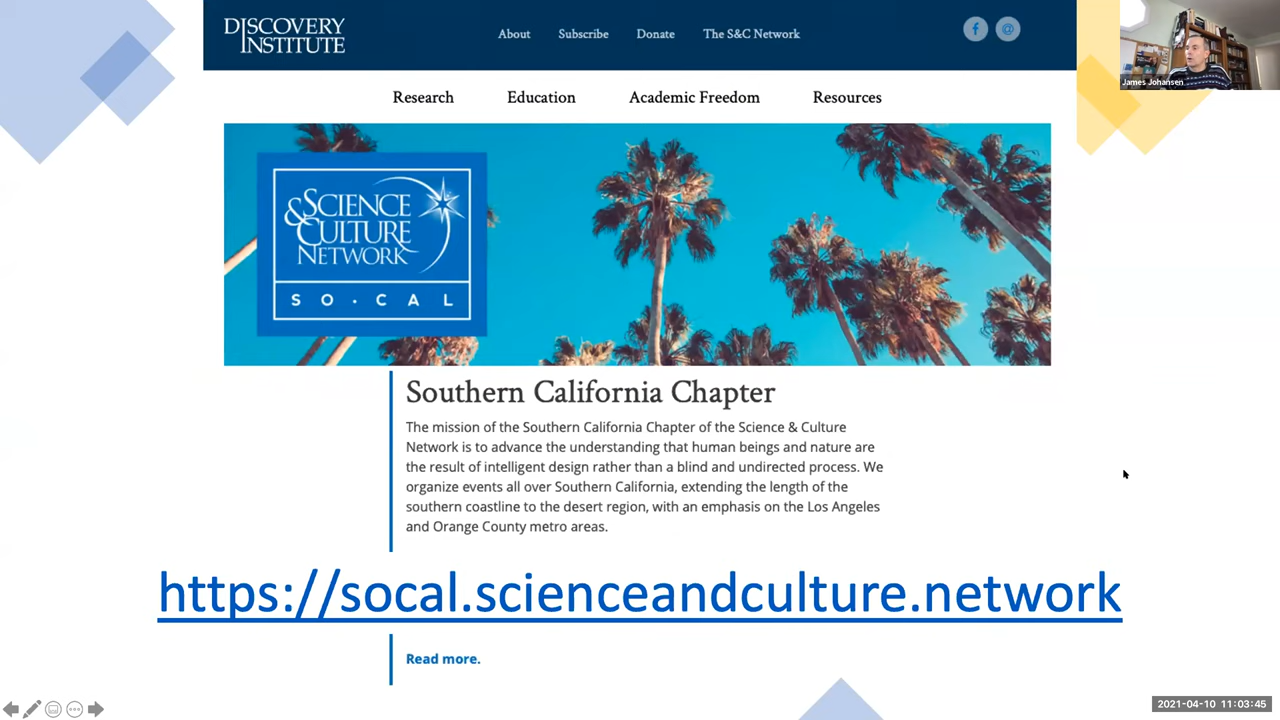 DISCOVERY
INSTITUTE
About Subscribe Donate The S&C Network
James Johansen
Research Education Academic Freedom Resources
SCIENCE
& CULTURE
NETWORK
SO · CAL
Southern California Chapter
The mission of the Southern California Chapter of the Science & Culture
Network is to advance the understanding that human beings and nature are
the result of intelligent design rather than a blind and undirected process. We
organize events all over Southern California, extending the length of the
southern coastline to the desert region, with an emphasis on the Los Angeles
and Orange County metro areas.
https://socal.scienceandculture.network
Read more.
2021-04-10 11:03:45